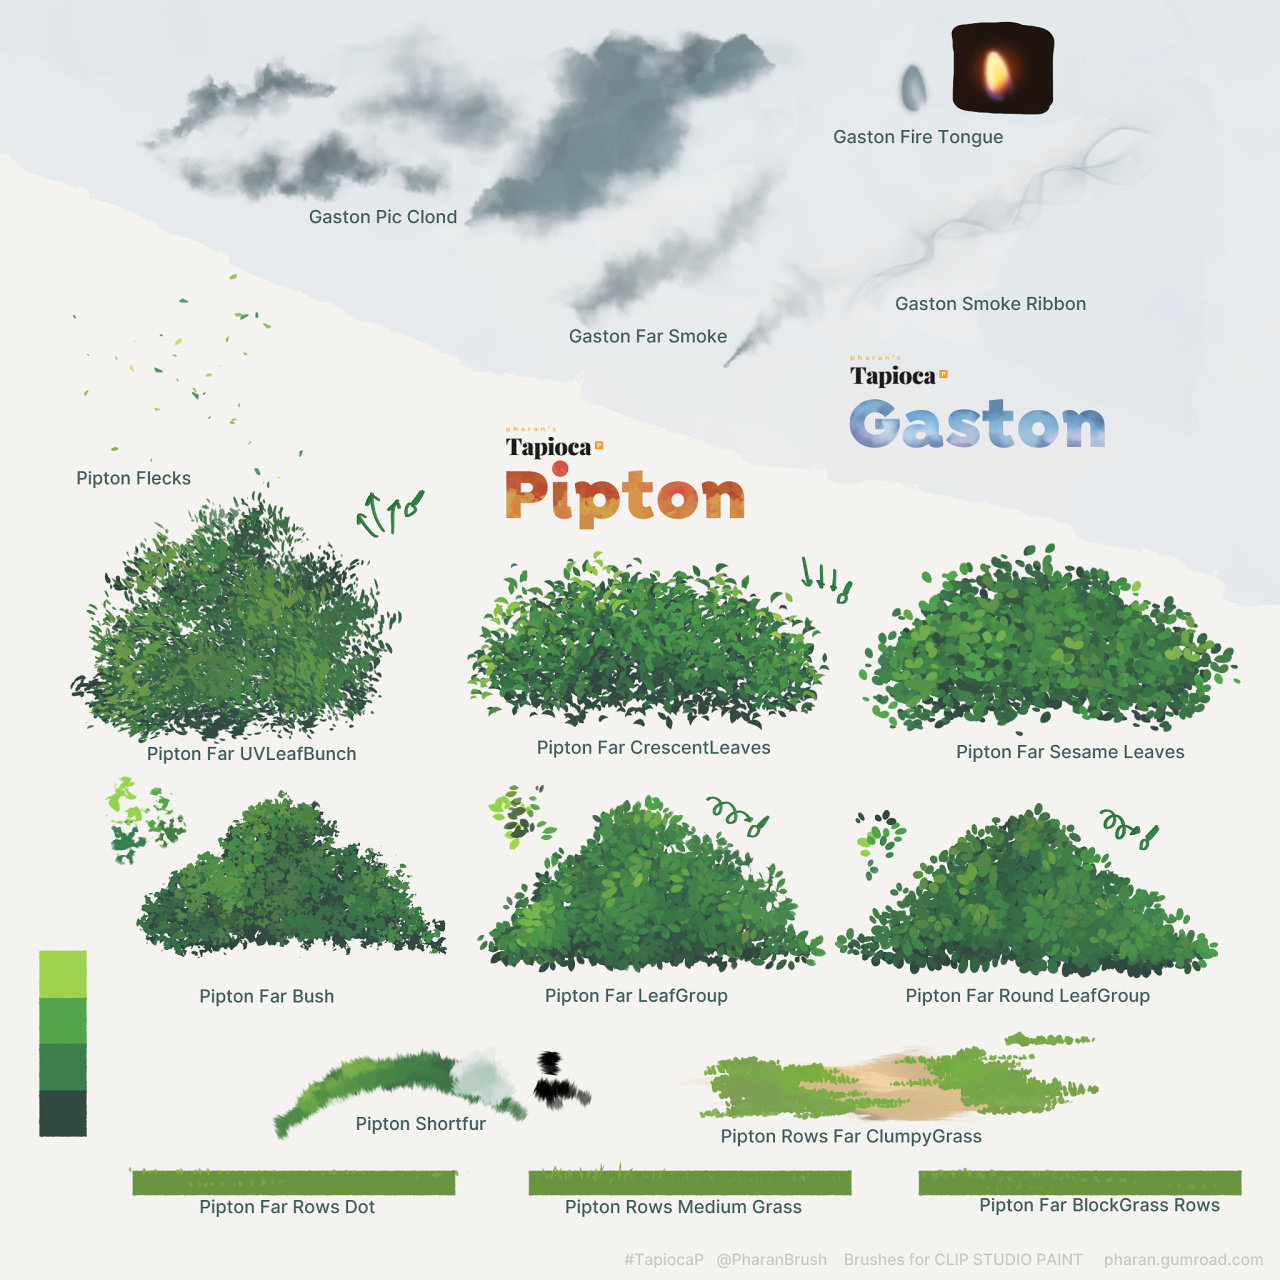 Gaston Fire Tongue
Gaston Pic Clond
Gaston Smoke Ribbon
Gaston Far Smoke
pharan's
Tapioca P
Gaston
pharan's
Tapioca P
Pipton
Pipton Flecks
Pipton Far UVLeafBunch
Pipton Far CrescentLeaves
Pipton Far Sesame Leaves
Pipton Far Bush
Pipton Far LeafGroup
Pipton Far Round LeafGroup
Pipton Shortfur
Pipton Rows Far ClumpyGrass
Pipton Far Rows Dot
Pipton Rows Medium Grass
Pipton Far BlockGrass Rows
#TapiocaP @PharanBrush Brushes for CLIP STUDIO PAINT pharan.gumroad.com